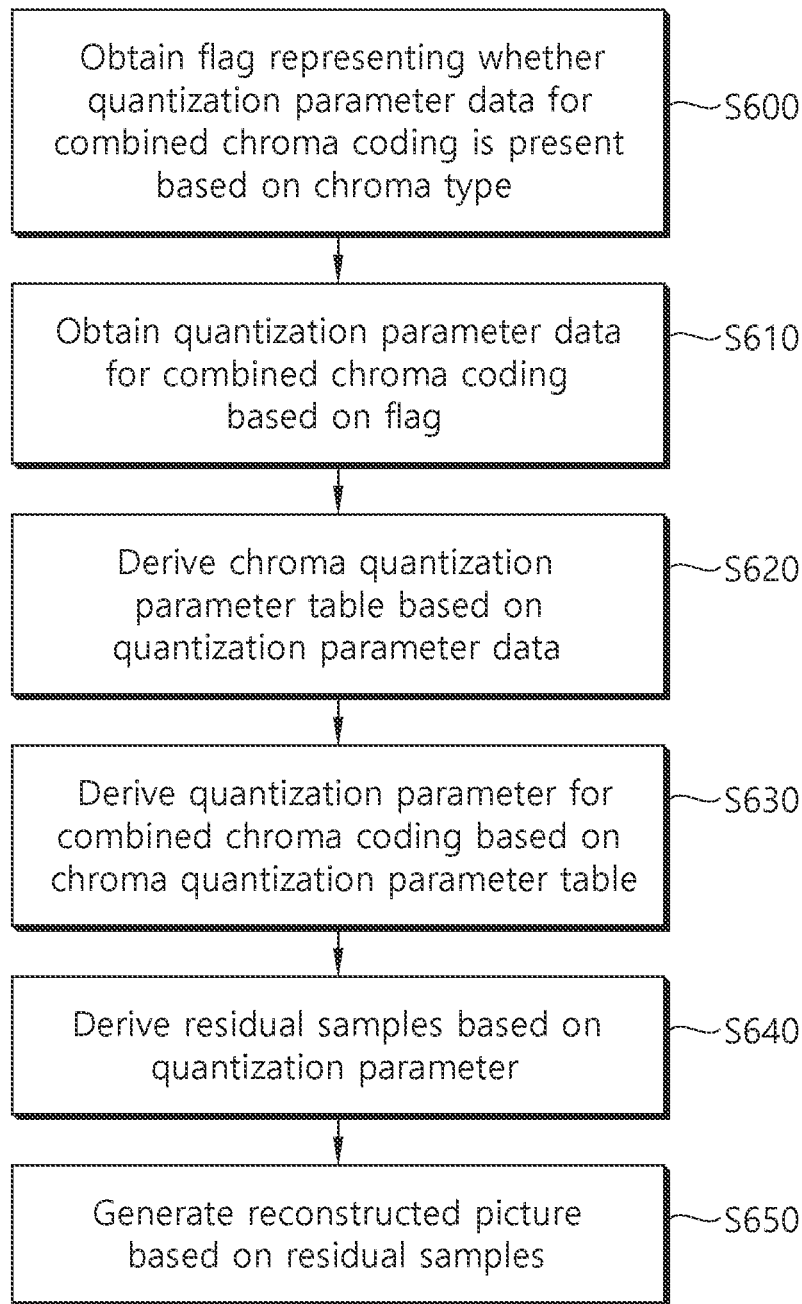 Obtain flag representing whether
quantization parameter data for
combined chroma coding is present
based on chroma type
S600
Obtain quantization parameter data
for combined chroma coding
based on flag
S610
Derive chroma quantization
parameter table based on
quantization parameter data
S620
Derive quantization parameter for
combined chroma coding based on
chroma quantization parameter table
S630
Derive residual samples based on
quantization parameter
S640
Generate reconstructed picture
based on residual samples
S650